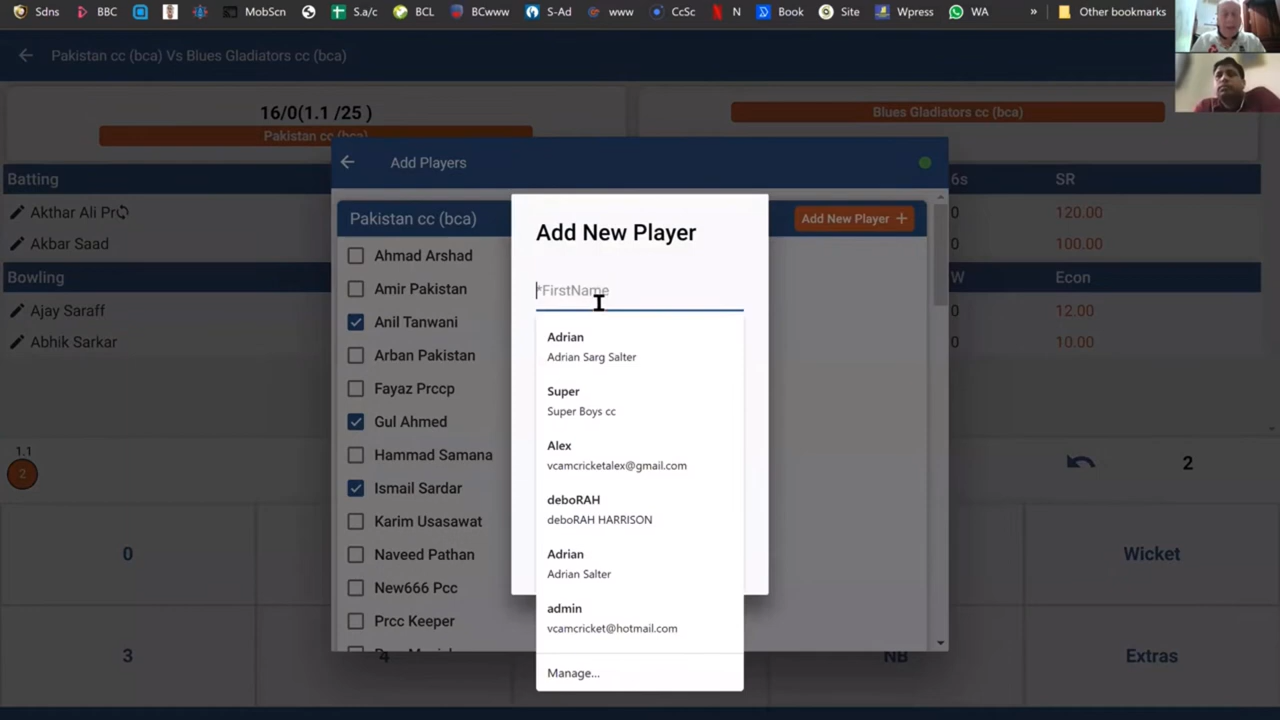 Sdns BBC MobScn S.a/c BCL BCwww S-Ad www CcSc N Book Site Wpress WA » Other bookmarks
Pakistan cc (bca) Vs Blues Gladiators cc (bca)
16/0(1.1 /25 )
Pakistan cc (bca)
Blues Gladiators cc (bca)
Batting 6s SR
Akthar Ali Pr 0 120.00
Akbar Saad 0 100.00
Bowling W Econ
Ajay Saraff 0 12.00
Abhik Sarkar 0 10.00
1.1
2
2
0
Wicket
3
4
NB
Extras
Add Players
Pakistan cc (bca)
Add New Player +
Ahmad Arshad
Amir Pakistan
Anil Tanwani
Arban Pakistan
Fayaz Prccp
Gul Ahmed
Hammad Samana
Ismail Sardar
Karim Usasawat
Naveed Pathan
New666 Pcc
Prcc Keeper
Add New Player
*FirstName
Adrian
Adrian Sarg Salter
Super
Super Boys cc
Alex
vcamcricketalex@gmail.com
deboRAH
deboRAH HARRISON
Adrian
Adrian Salter
admin
vcamcricket@hotmail.com
Manage...